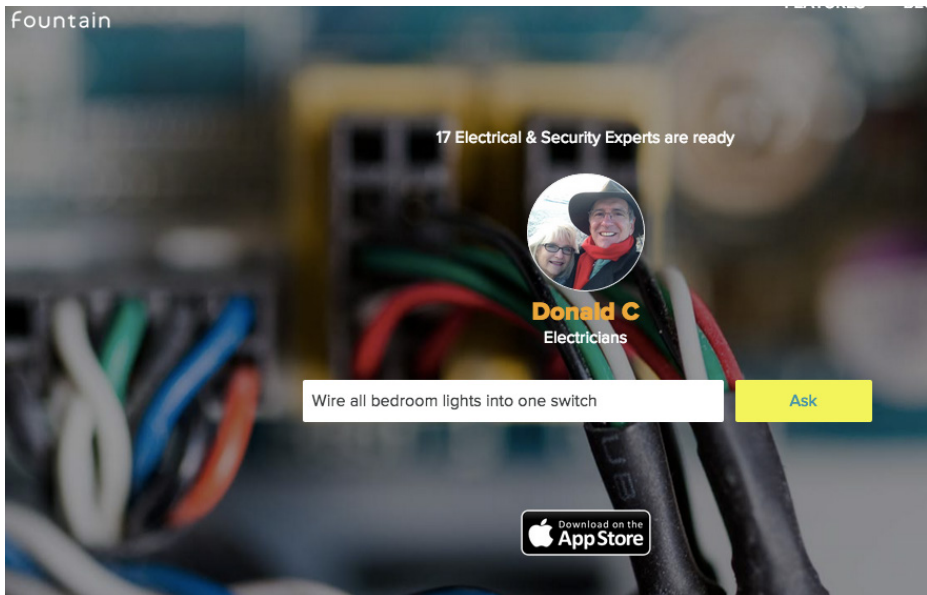 Fountain
FEATURES
17 Electrical & Security Experts are ready
Donald C
Electricians
Wire all bedroom lights into one switch
Ask
Download on the
App Store